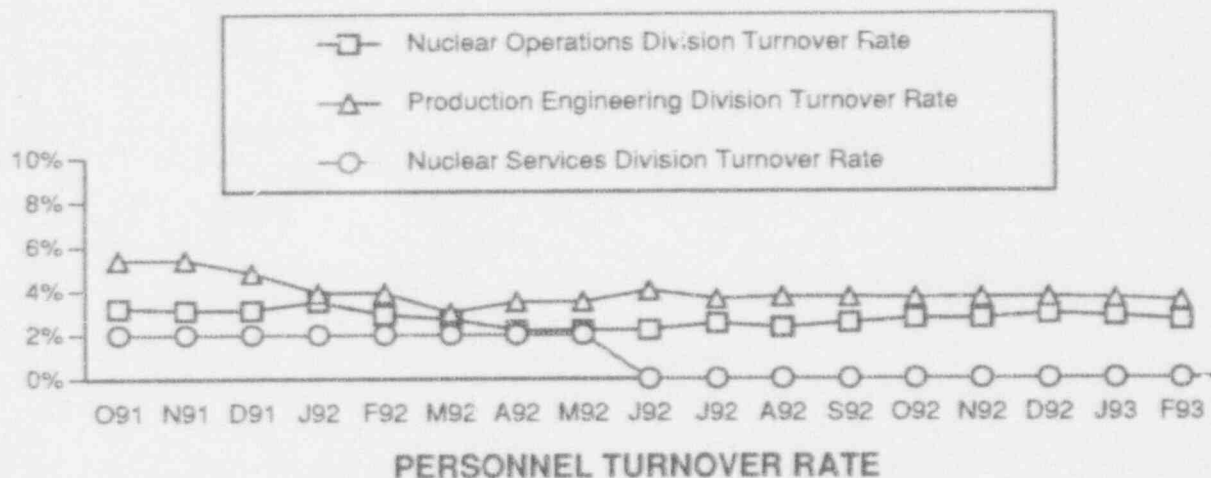 Nuclear Operations Division Turnover Rate
Production Engineering Division Turnover Rate
Nuclear Services Division Turnover Rate
10%
8%
6%
4%
2%
0%
O91 N91 D91 J92 F92 M92 A92 M92 J92 J92 A92 S92 O92 N92 D92 J93 F93
PERSONNEL TURNOVER RATE